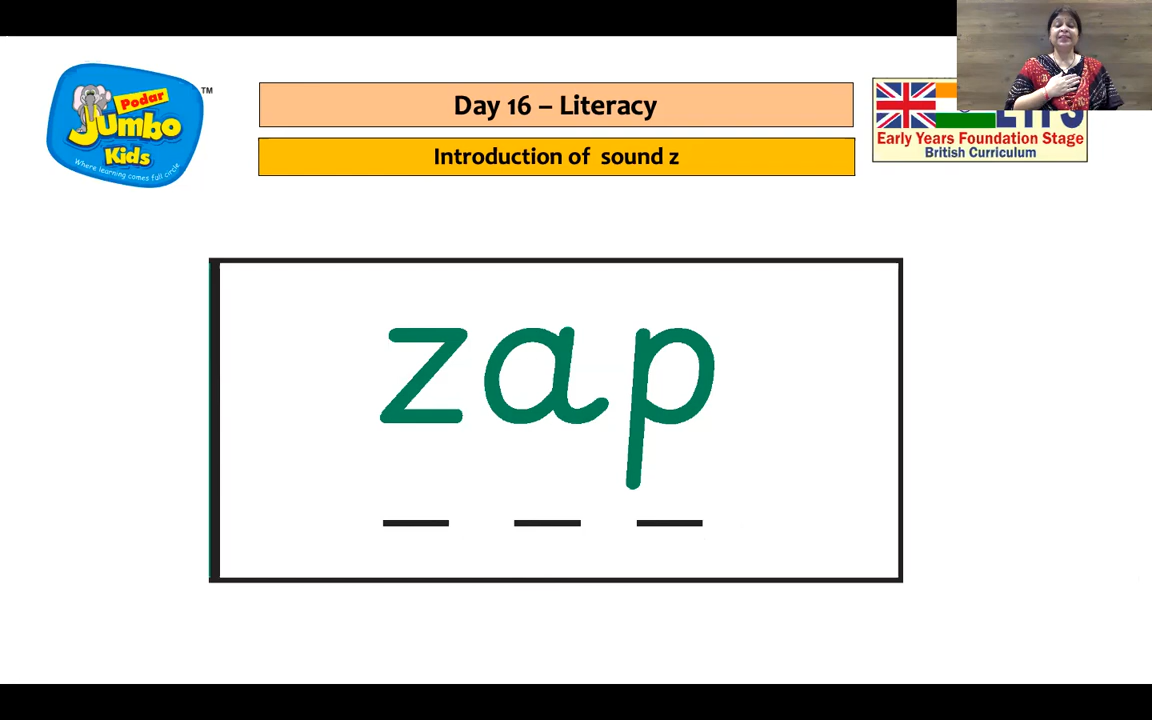 Podar
Jumbo
Kids
TM
Where learning comes full circle
Day 16 – Literacy
Introduction of sound z
Early Years Foundation Stage
British Curriculum
zap